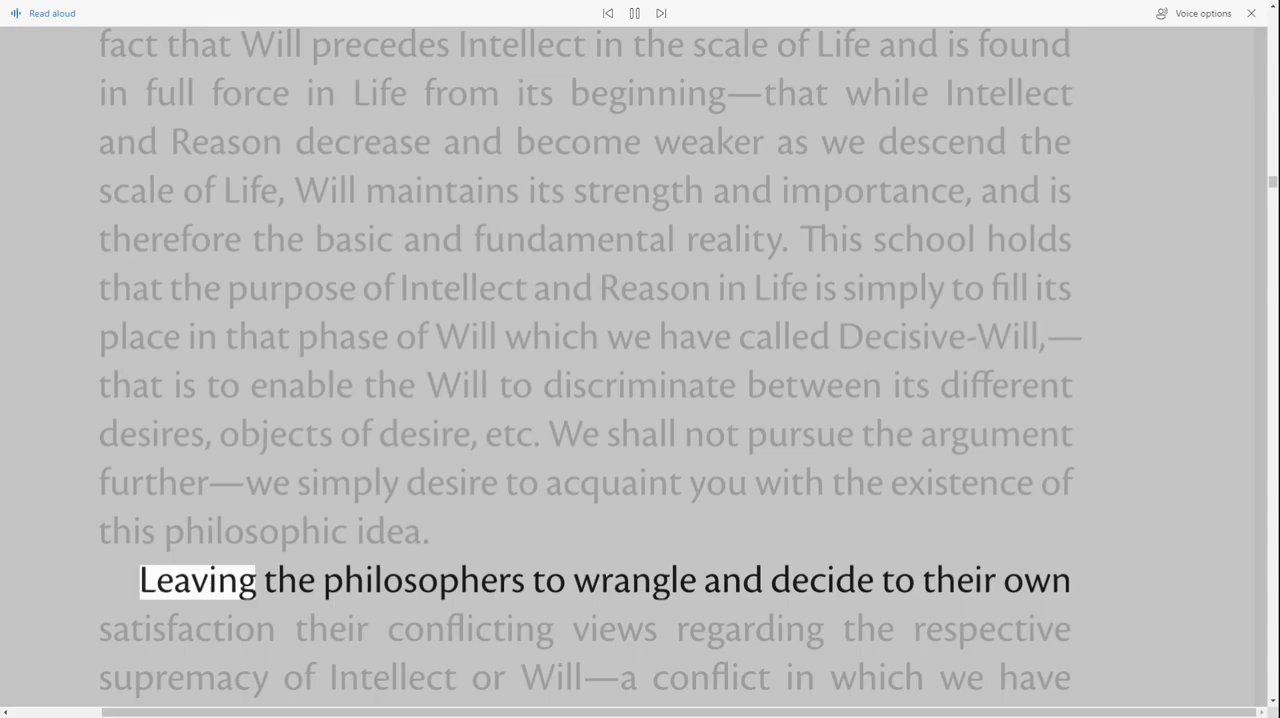 Read aloud
Voice options
fact that Will precedes Intellect in the scale of Life and is found
in full force in Life from its beginning—that while Intellect
and Reason decrease and become weaker as we descend the
scale of Life, Will maintains its strength and importance, and is
therefore the basic and fundamental reality. This school holds
that the purpose of Intellect and Reason in Life is simply to fill its
place in that phase of Will which we have called Decisive-Will,—
that is to enable the Will to discriminate between its different
desires, objects of desire, etc. We shall not pursue the argument
further—we simply desire to acquaint you with the existence of
this philosophic idea.
Leaving the philosophers to wrangle and decide to their own
satisfaction their conflicting views regarding the respective
supremacy of Intellect or Will—a conflict in which we have